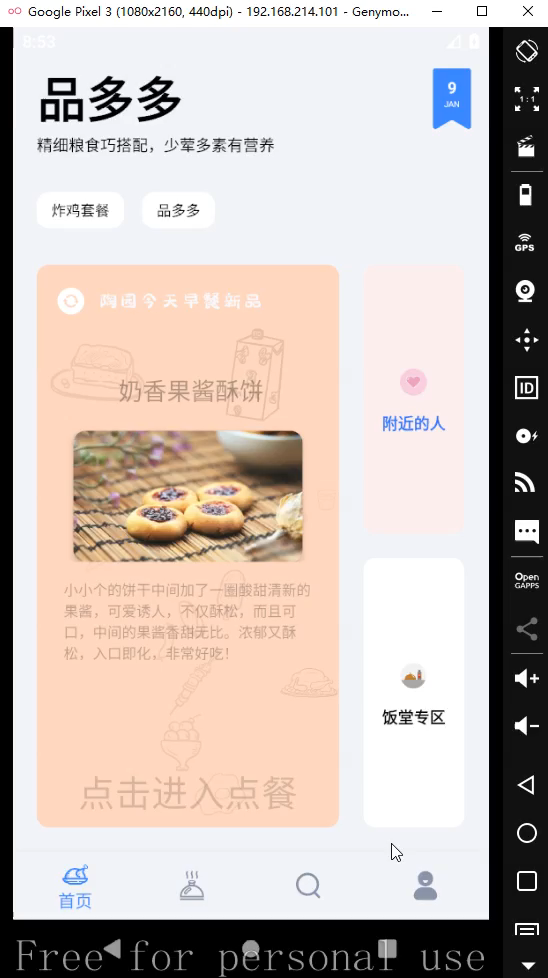 Google Pixel 3 (1080x2160, 440dpi) - 192.168.214.101 - Genymo...
8:53
品多多
9
JAN
精细粮食巧搭配，少荤多素有营养
炸鸡套餐
品多多
陶园今天早餐新品
奶香果酱酥饼
小小个的饼干中间加了一圈酸甜清新的
果酱，可爱诱人，不仅酥松，而且可
口，中间的果酱香甜无比。浓郁又酥
松，入口即化，非常好吃！
点击进入点餐
附近的人
饭堂专区
首页
1:1
GPS
ID
Open
GAPPS
Free for personal use